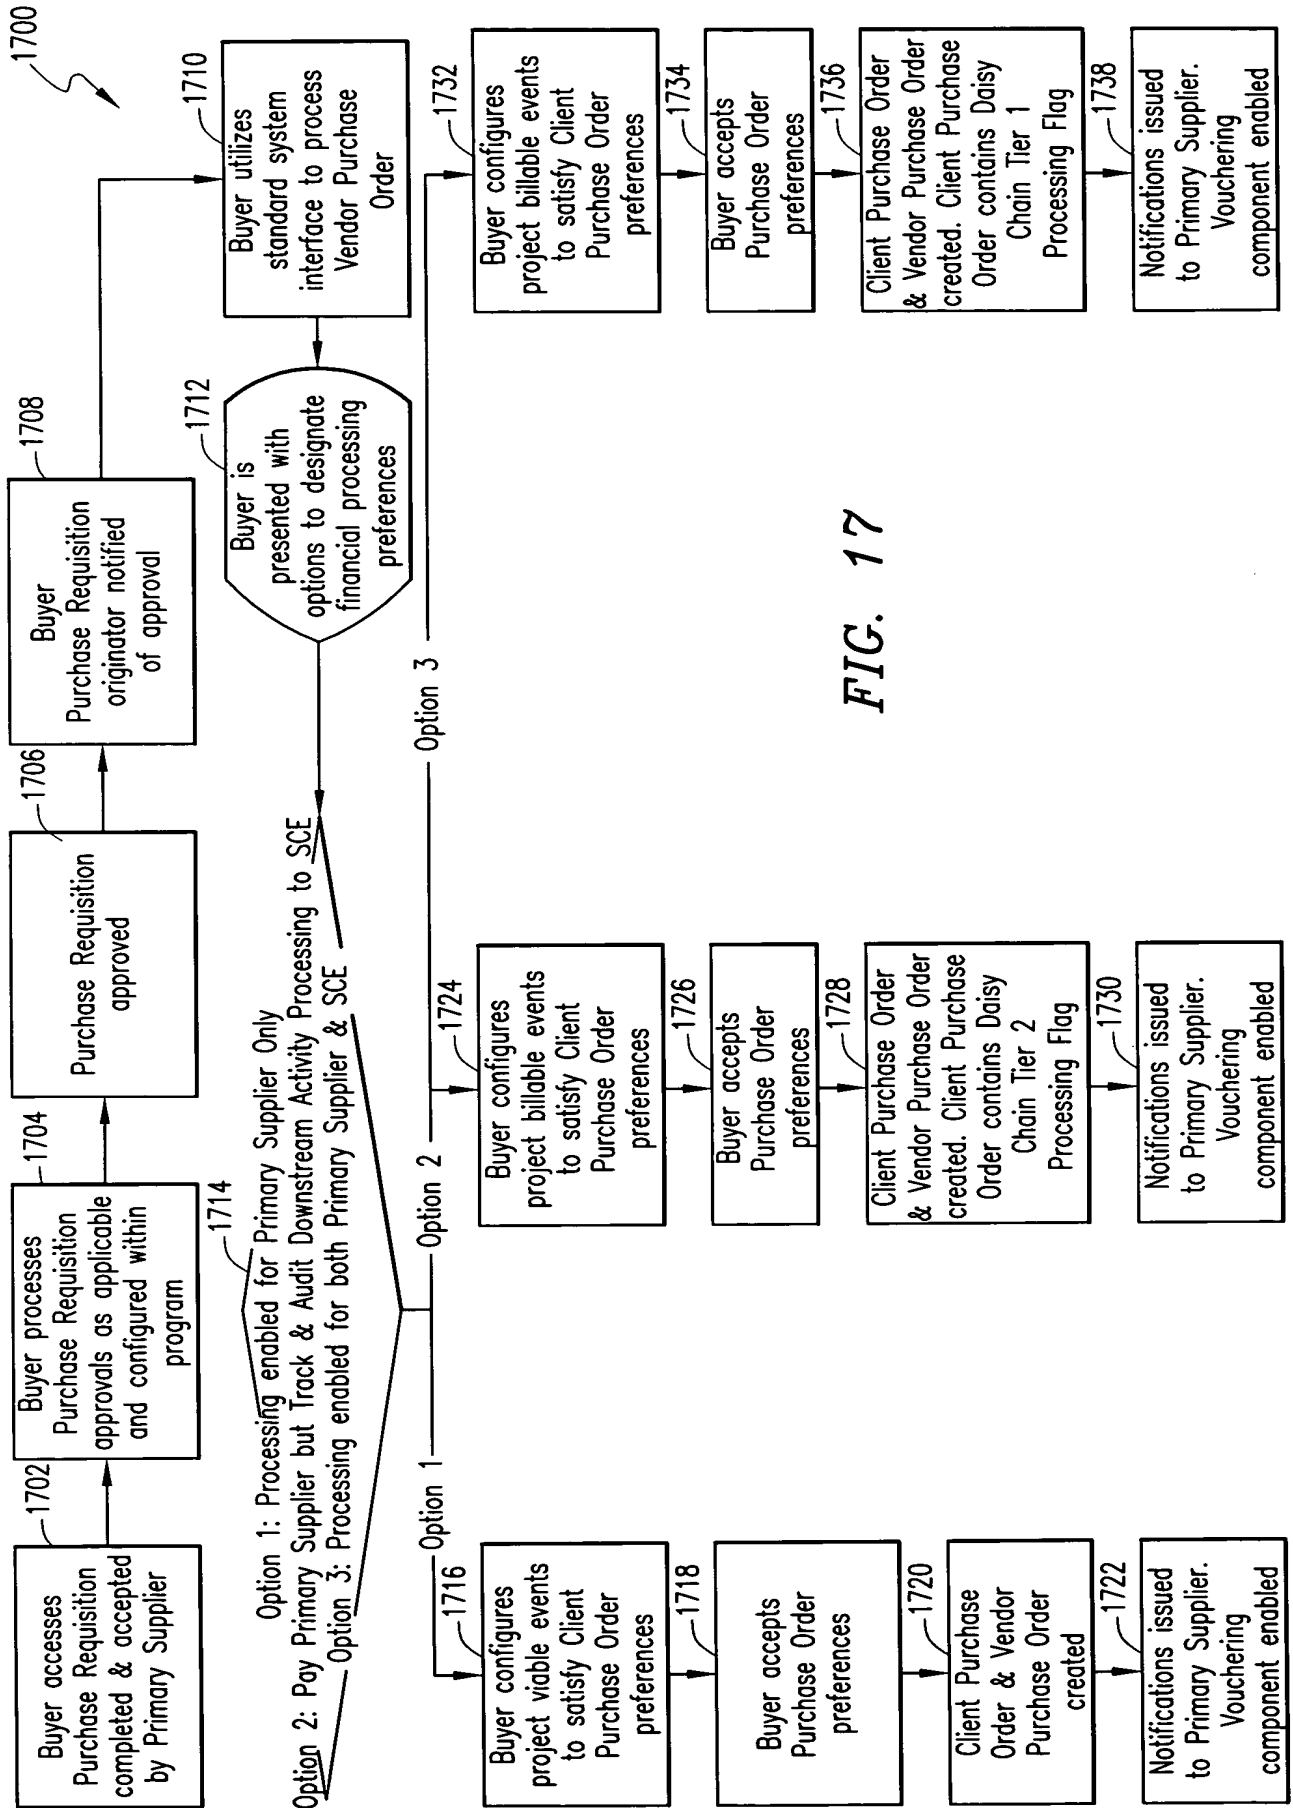 1700
1702
Buyer accesses
Purchase Requisition
completed & accepted
by Primary Supplier
1704
Buyer processes
Purchase Requisition
approvals as applicable
and configured within
program
1706
Purchase Requisition
approved
1708
Buyer
Purchase Requisition
originator notified
of approval
1710
Buyer utilizes
standard system
interface to process
Vendor Purchase
Order
1712
Buyer is
presented with
options to designate
financial processing
preferences
1714
Option 1: Processing enabled for Primary Supplier Only
Option 2: Pay Primary Supplier but Track & Audit Downstream Activity Processing to SCE
Option 3: Processing enabled for both Primary Supplier & SCE
Option 1
Option 2
Option 3
1716
Buyer configures
project viable events
to satisfy Client
Purchase Order
preferences
1718
Buyer accepts
Purchase Order
preferences
1720
Client Purchase
Order & Vendor
Purchase Order
created
1722
Notifications issued
to Primary Supplier.
Vouchering
component enabled
1724
Buyer configures
project billable events
to satisfy Client
Purchase Order
preferences
1726
Buyer accepts
Purchase Order
preferences
1728
Client Purchase Order
& Vendor Purchase Order
created. Client Purchase
Order contains Daisy
Chain Tier 2
Processing Flag
1730
Notifications issued
to Primary Supplier.
Vouchering
component enabled
1732
Buyer configures
project billable events
to satisfy Client
Purchase Order
preferences
1734
Buyer accepts
Purchase Order
preferences
1736
Client Purchase Order
& Vendor Purchase Order
created. Client Purchase
Order contains Daisy
Chain Tier 1
Processing Flag
1738
Notifications issued
to Primary Supplier.
Vouchering
component enabled
FIG. 17